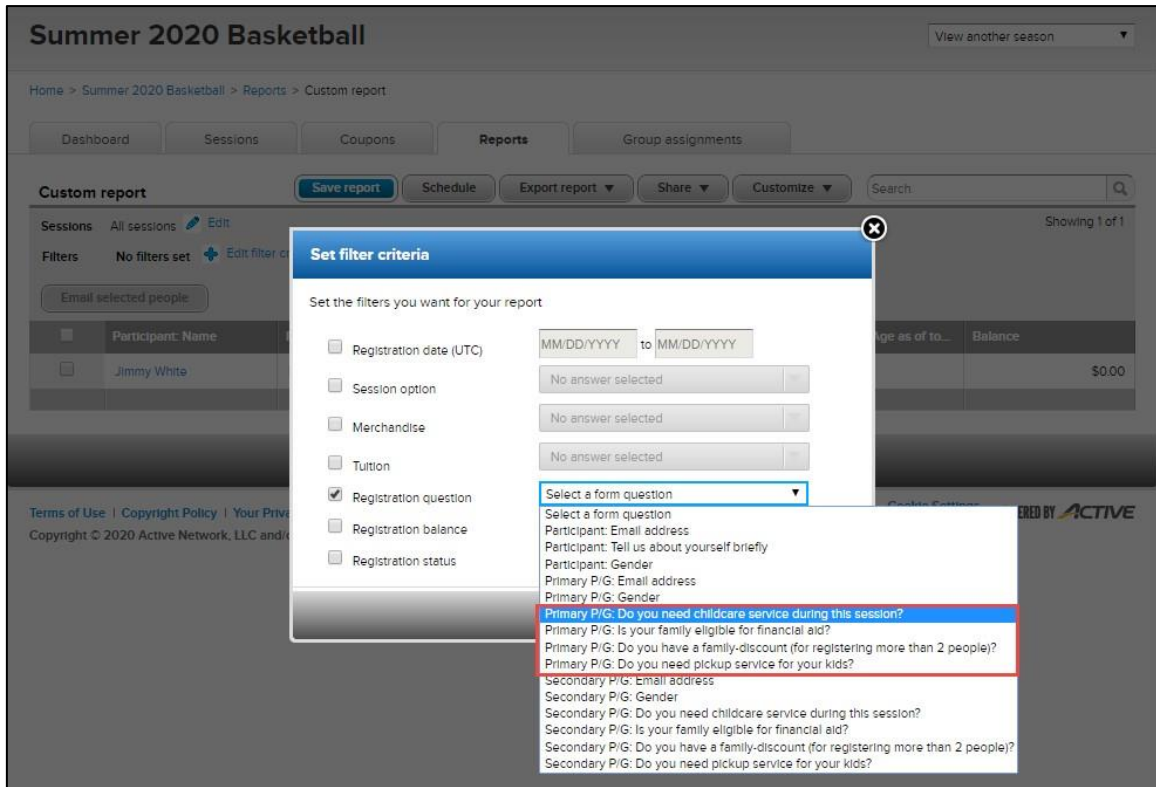 Summer 2020 Basketball
View another season
Home > Summer 2020 Basketball > Reports > Custom report
Dashboard Sessions Coupons Reports Group assignments
Custom report Save report Schedule Export report Share Customize Search
Sessions All sessions Edit Showing 1 of 1
Filters No filters set Edit filter
Email selected people
Set filter criteria
Set the filters you want for your report
Participant: Name Age as of to... Balance
Jimmy White $0.00
Registration date (UTC) MM/DD/YYYY to MM/DD/YYYY
Session option No answer selected
Merchandise No answer selected
Tuition No answer selected
Registration question Select a form question
Registration balance
Registration status
Select a form question
Participant: Email address
Participant: Tell us about yourself briefly
Participant: Gender
Primary P/G: Email address
Primary P/G: Gender
Primary P/G: Do you need childcare service during this session?
Primary P/G: Is your family eligible for financial aid?
Primary P/G: Do you have a family-discount (for registering more than 2 people)?
Primary P/G: Do you need pickup service for your kids?
Secondary P/G: Email address
Secondary P/G: Gender
Secondary P/G: Do you need childcare service during this session?
Secondary P/G: Is your family eligible for financial aid?
Secondary P/G: Do you have a family-discount (for registering more than 2 people)?
Secondary P/G: Do you need pickup service for your kids?
Terms of Use | Copyright Policy | Your
Copyright © 2020 Active Network, LLC
BY ACTIVE